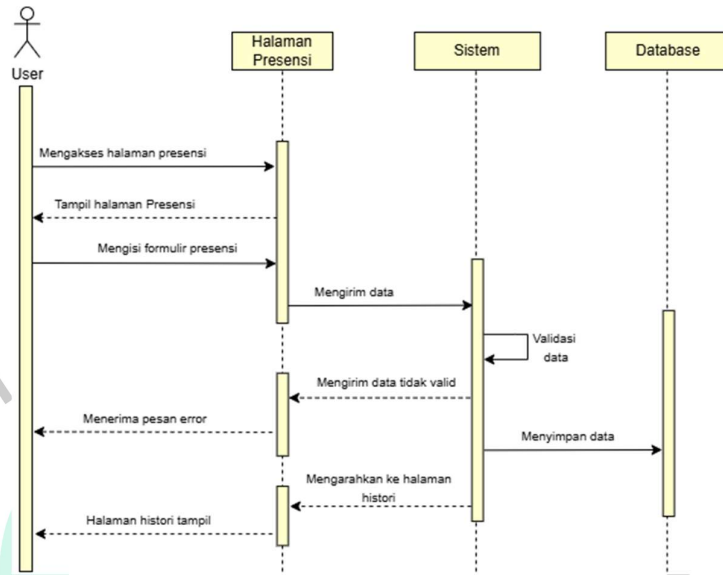 Halaman
Presensi
Sistem
Database
User
Mengakses halaman presensi
Tampil halaman Presensi
Mengisi formulir presensi
Mengirim data
Validasi
data
Mengirim data tidak valid
Menerima pesan error
Menyimpan data
Mengarahkan ke halaman
histori
Halaman histori tampil